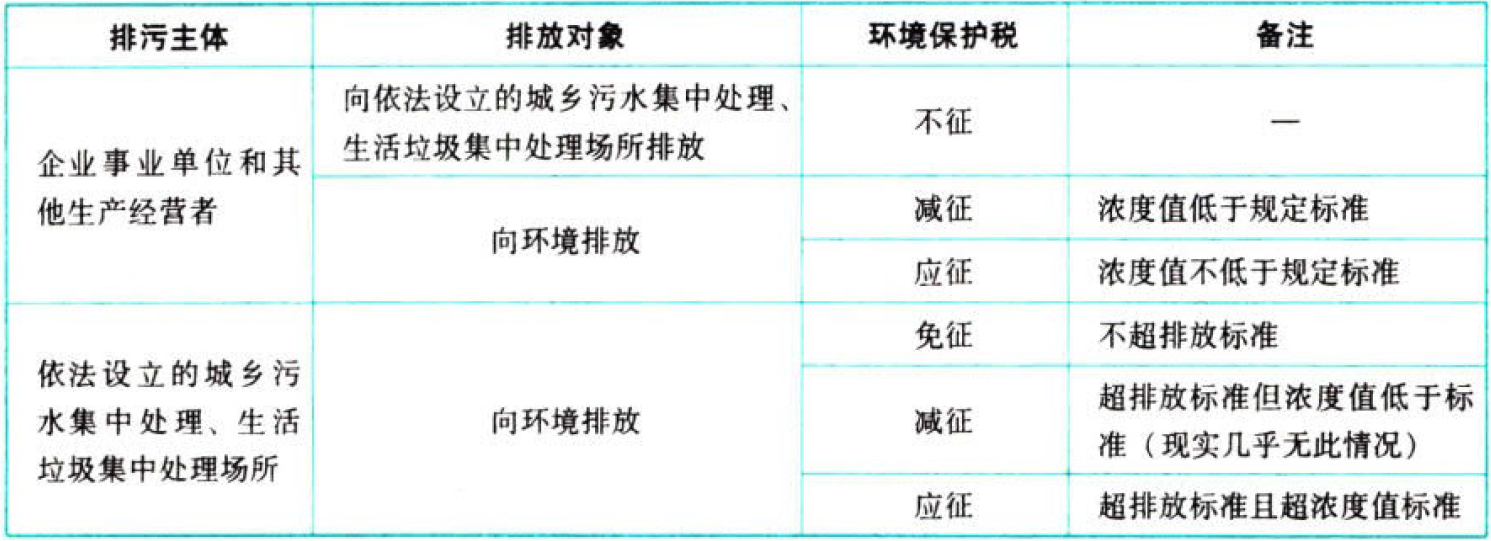 排污主体 排放对象 环境保护税 备注
企业事业单位和其
他生产经营者
向依法设立的城乡污水集中处理、
生活垃圾集中处理场所排放
不征 —
向环境排放
减征 浓度值低于规定标准
应征 浓度值不低于规定标准
依法设立的城乡污
水集中处理、生活
垃圾集中处理场所
向环境排放
免征 不超排放标准
减征
超排放标准但浓度值低于标
准（现实几乎无此情况）
应征 超排放标准且超浓度值标准